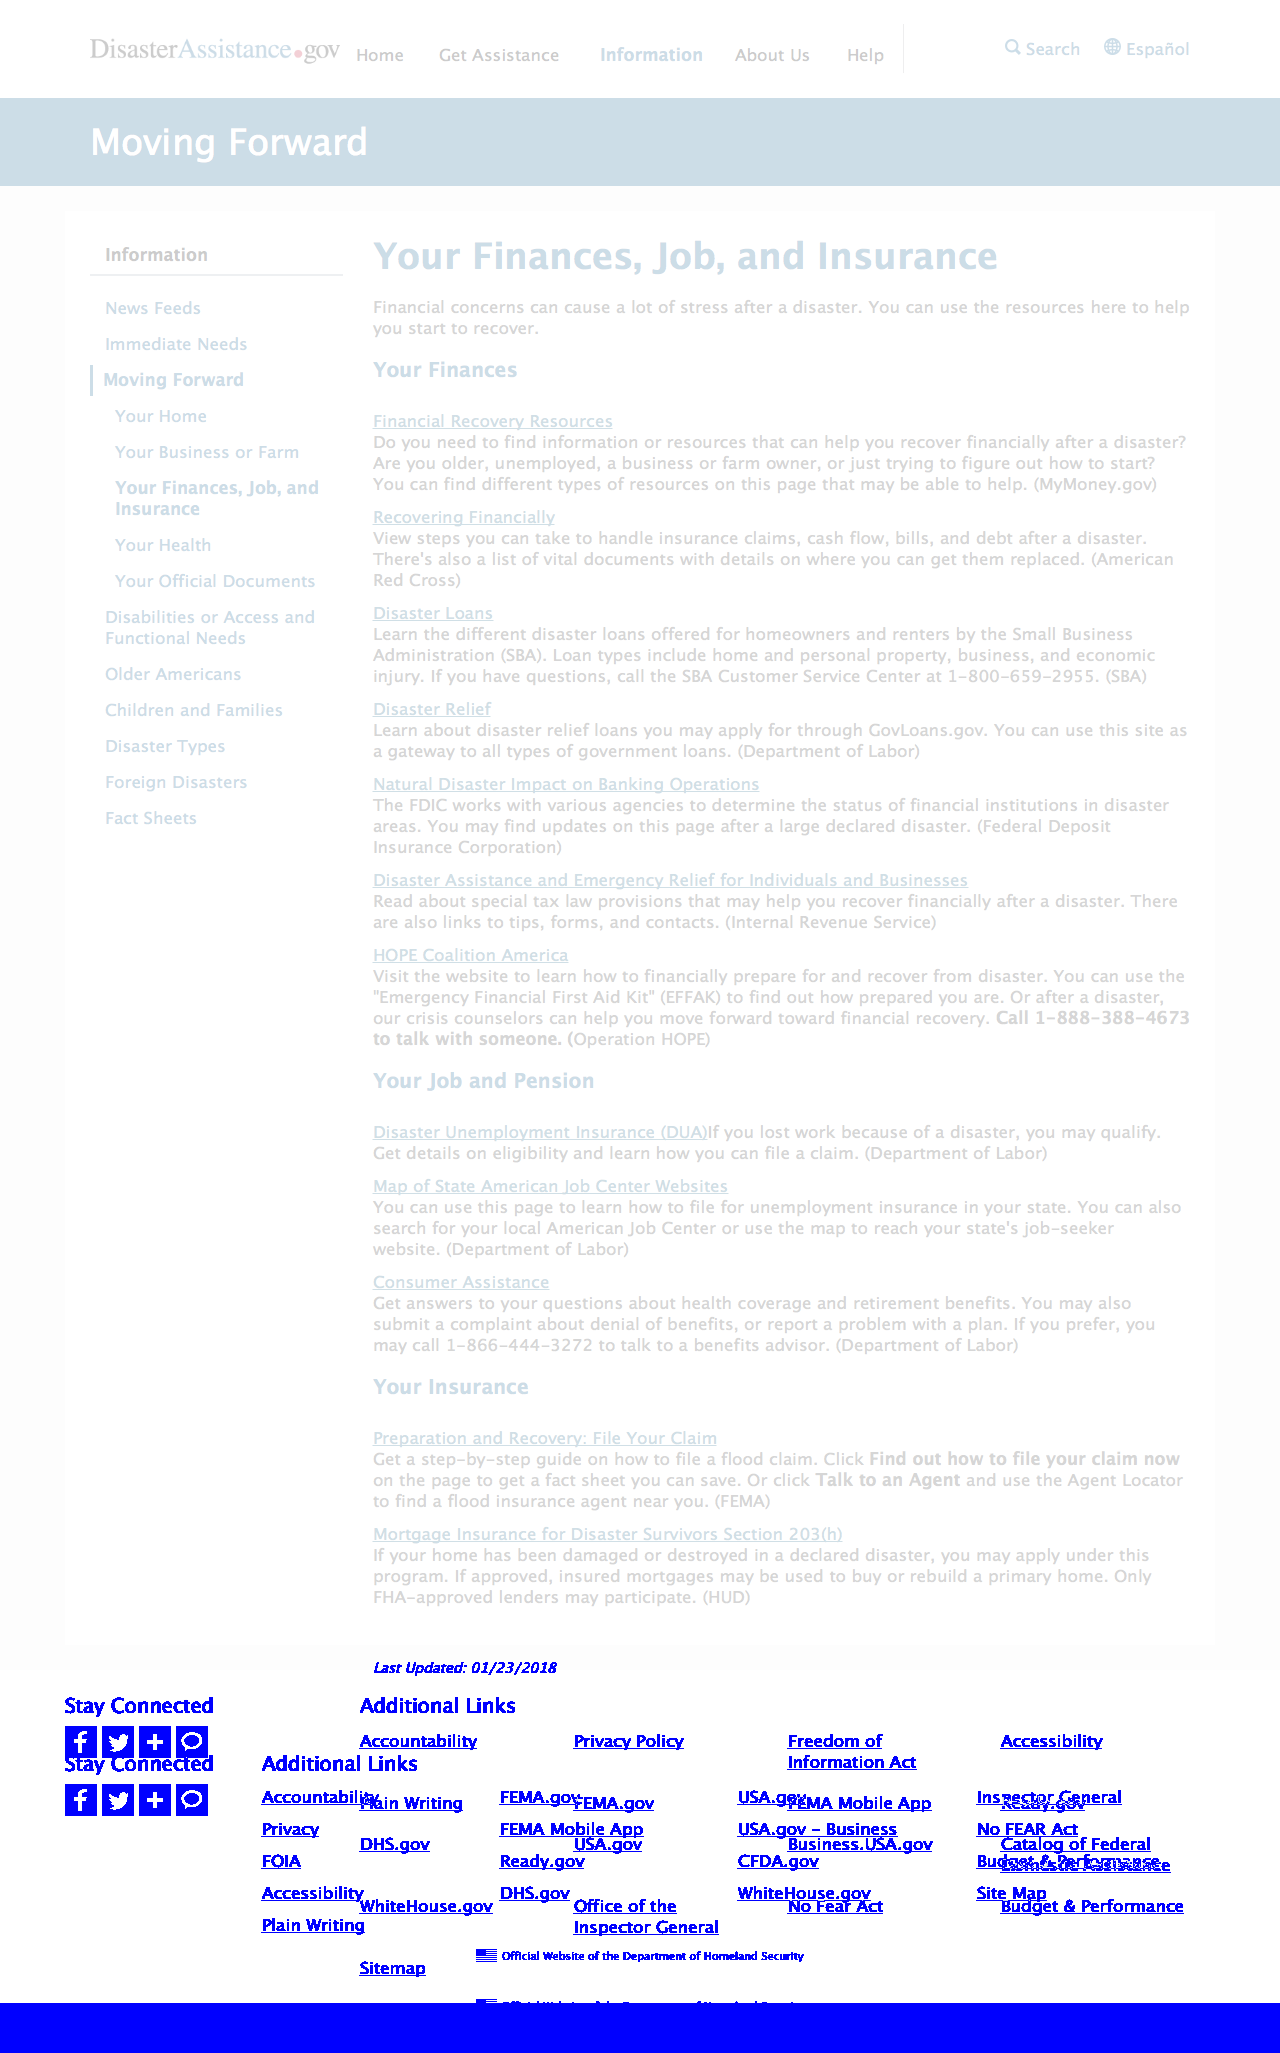 DisasterAssistance.gov Home Get Assistance Information About Us Help Search Español
Moving Forward
Information
News Feeds
Immediate Needs
Moving Forward
Your Home
Your Business or Farm
Your Finances, Job, and
Insurance
Your Health
Your Official Documents
Disabilities or Access and
Functional Needs
Older Americans
Children and Families
Disaster Types
Foreign Disasters
Fact Sheets
Your Finances, Job, and Insurance
Financial concerns can cause a lot of stress after a disaster. You can use the resources here to help
you start to recover.
Your Finances
Financial Recovery Resources
Do you need to find information or resources that can help you recover financially after a disaster?
Are you older, unemployed, a business or farm owner, or just trying to figure out how to start?
You can find different types of resources on this page that may be able to help. (MyMoney.gov)
Recovering Financially
View steps you can take to handle insurance claims, cash flow, bills, and debt after a disaster.
There's also a list of vital documents with details on where you can get them replaced. (American
Red Cross)
Disaster Loans
Learn the different disaster loans offered for homeowners and renters by the Small Business
Administration (SBA). Loan types include home and personal property, business, and economic
injury. If you have questions, call the SBA Customer Service Center at 1-800-659-2955. (SBA)
Disaster Relief
Learn about disaster relief loans you may apply for through GovLoans.gov. You can use this site as
a gateway to all types of government loans. (Department of Labor)
Natural Disaster Impact on Banking Operations
The FDIC works with various agencies to determine the status of financial institutions in disaster
areas. You may find updates on this page after a large declared disaster. (Federal Deposit
Insurance Corporation)
Disaster Assistance and Emergency Relief for Individuals and Businesses
Read about special tax law provisions that may help you recover financially after a disaster. There
are also links to tips, forms, and contacts. (Internal Revenue Service)
HOPE Coalition America
Visit the website to learn how to financially prepare for and recover from disaster. You can use the
"Emergency Financial First Aid Kit" (EFFAK) to find out how prepared you are. Or after a disaster,
our crisis counselors can help you move forward toward financial recovery. Call 1-888-388-4673
to talk with someone. (Operation HOPE)
Your Job and Pension
Disaster Unemployment Insurance (DUA)If you lost work because of a disaster, you may qualify.
Get details on eligibility and learn how you can file a claim. (Department of Labor)
Map of State American Job Center Websites
You can use this page to learn how to file for unemployment insurance in your state. You can also
search for your local American Job Center or use the map to reach your state's job-seeker
website. (Department of Labor)
Consumer Assistance
Get answers to your questions about health coverage and retirement benefits. You may also
submit a complaint about denial of benefits, or report a problem with a plan. If you prefer, you
may call 1-866-444-3272 to talk to a benefits advisor. (Department of Labor)
Your Insurance
Preparation and Recovery: File Your Claim
Get a step-by-step guide on how to file a flood claim. Click Find out how to file your claim now
on the page to get a fact sheet you can save. Or click Talk to an Agent and use the Agent Locator
to find a flood insurance agent near you. (FEMA)
Mortgage Insurance for Disaster Survivors Section 203(h)
If your home has been damaged or destroyed in a declared disaster, you may apply under this
program. If approved, insured mortgages may be used to buy or rebuild a primary home. Only
FHA-approved lenders may participate. (HUD)
Last Updated: 01/23/2018
Stay Connected Additional Links
Accountability Privacy Policy Freedom of Accessibility
Information Act
Stay Connected Additional Links
Accountability FEMA.gov USA.gov Inspector General
Plain Writing FEMA.gov FEMA Mobile App Ready.gov
Privacy FEMA Mobile App USA.gov - Business No FEAR Act
DHS.gov USA.gov Business.USA.gov Catalog of Federal
FOIA Ready.gov CFDA.gov Budget & Performance
Domestic Assistance
Accessibility DHS.gov WhiteHouse.gov Site Map
WhiteHouse.gov Office of the No Fear Act Budget & Performance
Plain Writing Inspector General
Official Website of the Department of Homeland Security
Sitemap